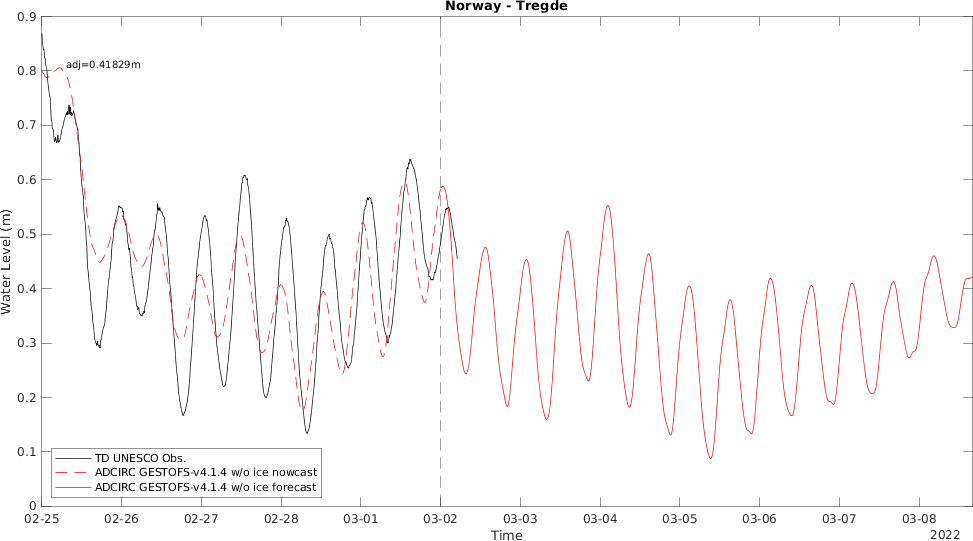 Norway - Tregde
0.9
0.8
0.7
0.6
0.5
0.4
0.3
0.2
0.1
0
Water Level (m)
adj=0.41829m
TD UNESCO Obs.
ADCIRC GESTOFS-v4.1.4 w/o ice nowcast
ADCIRC GESTOFS-v4.1.4 w/o ice forecast
02-25 02-26 02-27 02-28 03-01 03-02 03-03 03-04 03-05 03-06 03-07 03-08
Time
2022